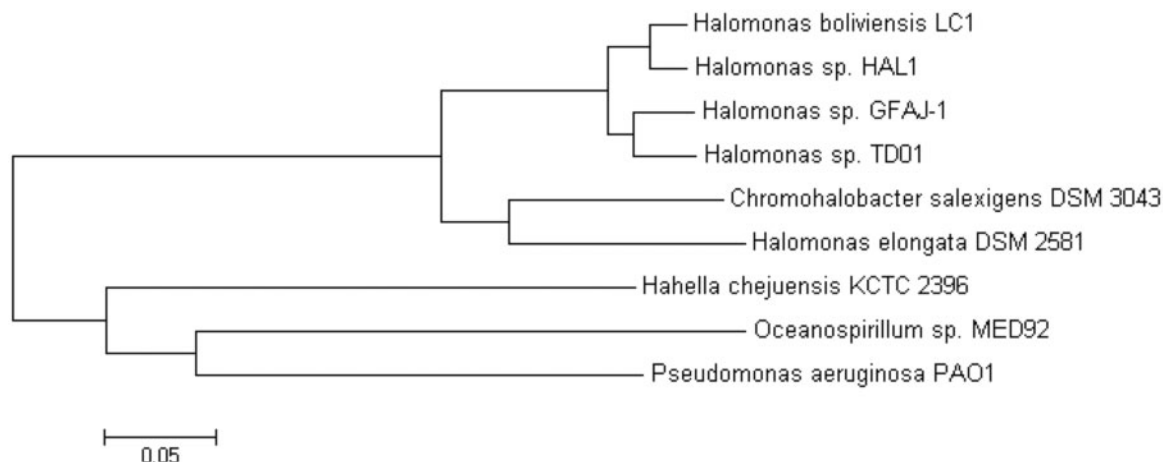 Halomonas boliviensis LC1
Halomonas sp. HAL1
Halomonas sp. GFAJ-1
Halomonas sp. TD01
Chromohalobacter salexigens DSM 3043
Halomonas elongata DSM 2581
Hahella chejuensis KCTC 2396
Oceanospirillum sp. MED92
Pseudomonas aeruginosa PAO1
0.05